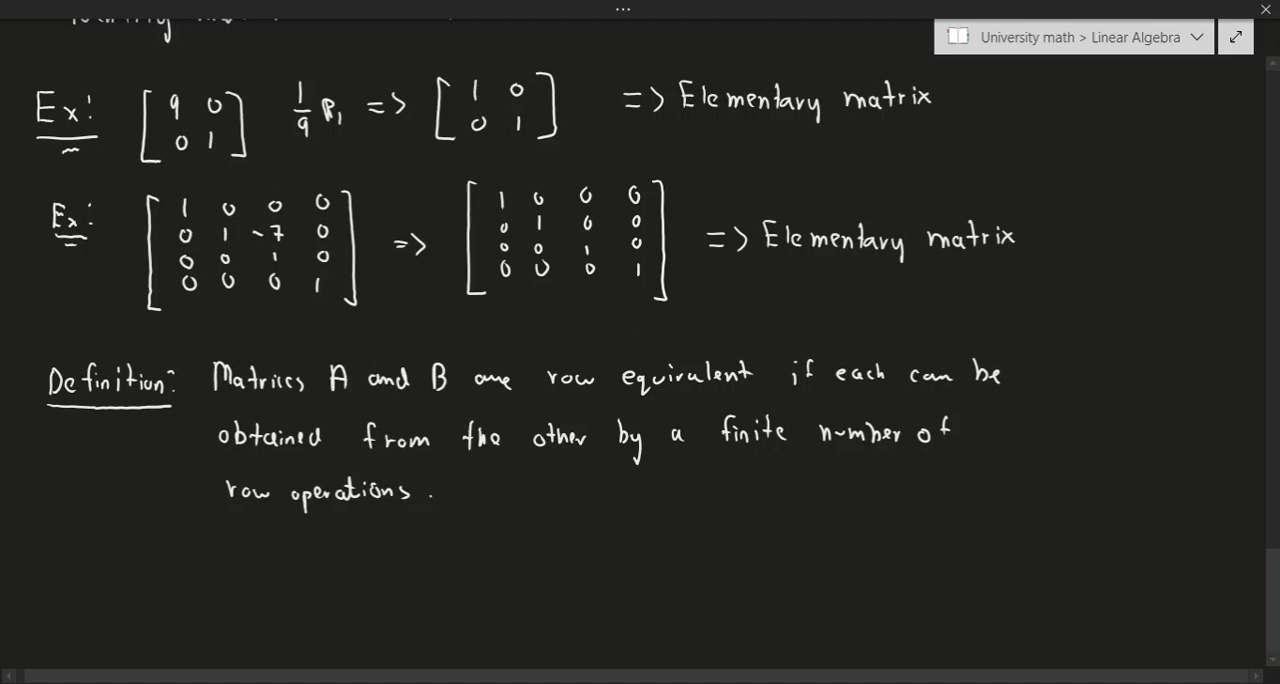 University math > Linear Algebra
Ex: [9 0; 0 1] 1/9 R₁ => [1 0; 0 1] => Elementary matrix
Ex: [1 0 0 0; 0 1 -7 0; 0 0 1 0; 0 0 0 1] => [1 0 0 0; 0 1 0 0; 0 0 1 0; 0 0 0 1] => Elementary matrix
Definition: Matrices A and B are row equivalent if each can be
obtained from the other by a finite number of
row operations.